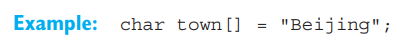 Example: char town[] = "Beijing";